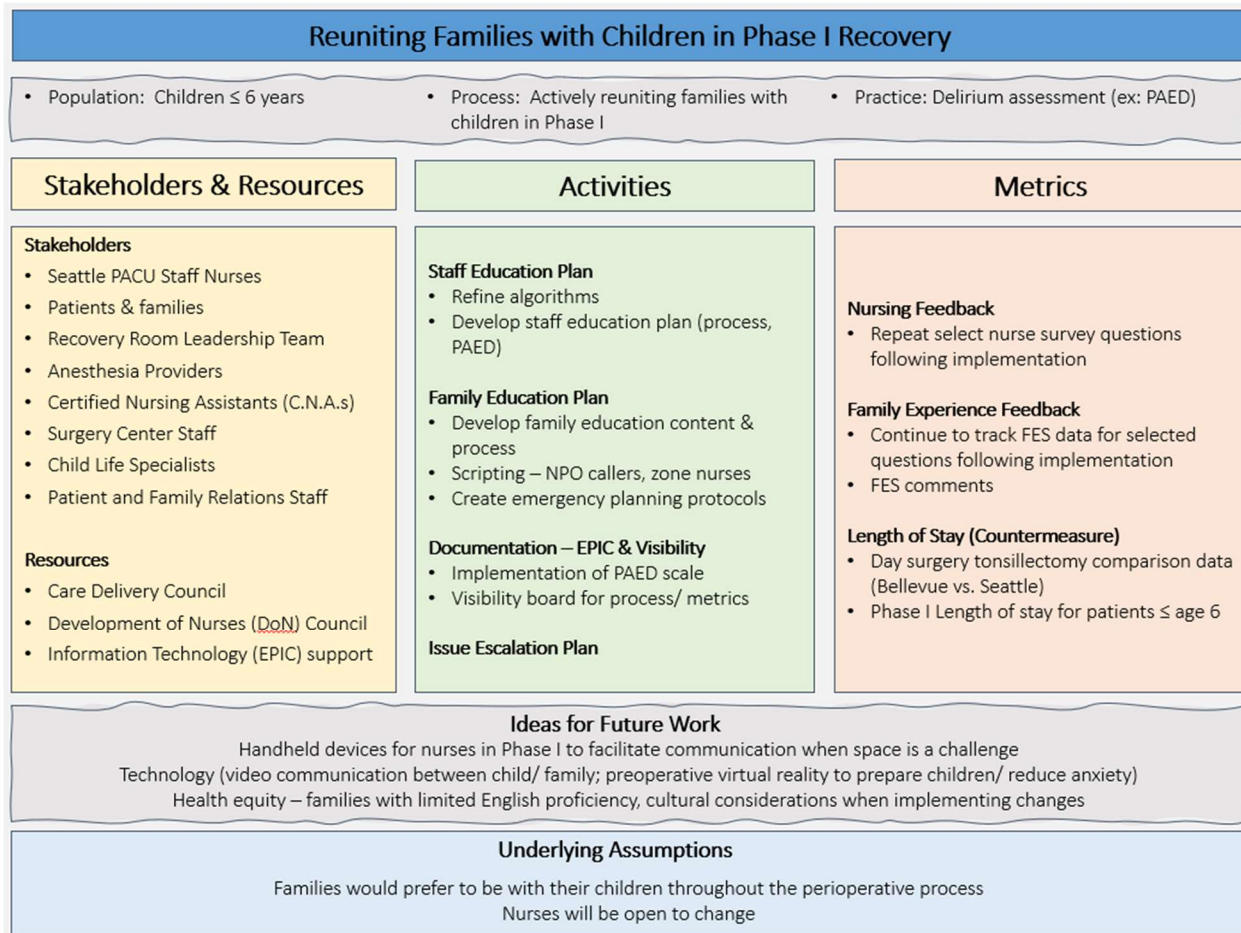 Reuniting Families with Children in Phase I Recovery
• Population: Children ≤ 6 years
• Process: Actively reuniting families with
children in Phase I
• Practice: Delirium assessment (ex: PAED)
Stakeholders & Resources
Stakeholders
• Seattle PACU Staff Nurses
• Patients & families
• Recovery Room Leadership Team
• Anesthesia Providers
• Certified Nursing Assistants (C.N.A.s)
• Surgery Center Staff
• Child Life Specialists
• Patient and Family Relations Staff
Resources
• Care Delivery Council
• Development of Nurses (DoN) Council
• Information Technology (EPIC) support
Activities
Staff Education Plan
• Refine algorithms
• Develop staff education plan (process,
PAED)
Family Education Plan
• Develop family education content &
process
• Scripting – NPO callers, zone nurses
• Create emergency planning protocols
Documentation – EPIC & Visibility
• Implementation of PAED scale
• Visibility board for process/ metrics
Issue Escalation Plan
Metrics
Nursing Feedback
• Repeat select nurse survey questions
following implementation
Family Experience Feedback
• Continue to track FES data for selected
questions following implementation
• FES comments
Length of Stay (Countermeasure)
• Day surgery tonsillectomy comparison data
(Bellevue vs. Seattle)
• Phase I Length of stay for patients ≤ age 6
Ideas for Future Work
Handheld devices for nurses in Phase I to facilitate communication when space is a challenge
Technology (video communication between child/ family; preoperative virtual reality to prepare children/ reduce anxiety)
Health equity – families with limited English proficiency, cultural considerations when implementing changes
Underlying Assumptions
Families would prefer to be with their children throughout the perioperative process
Nurses will be open to change